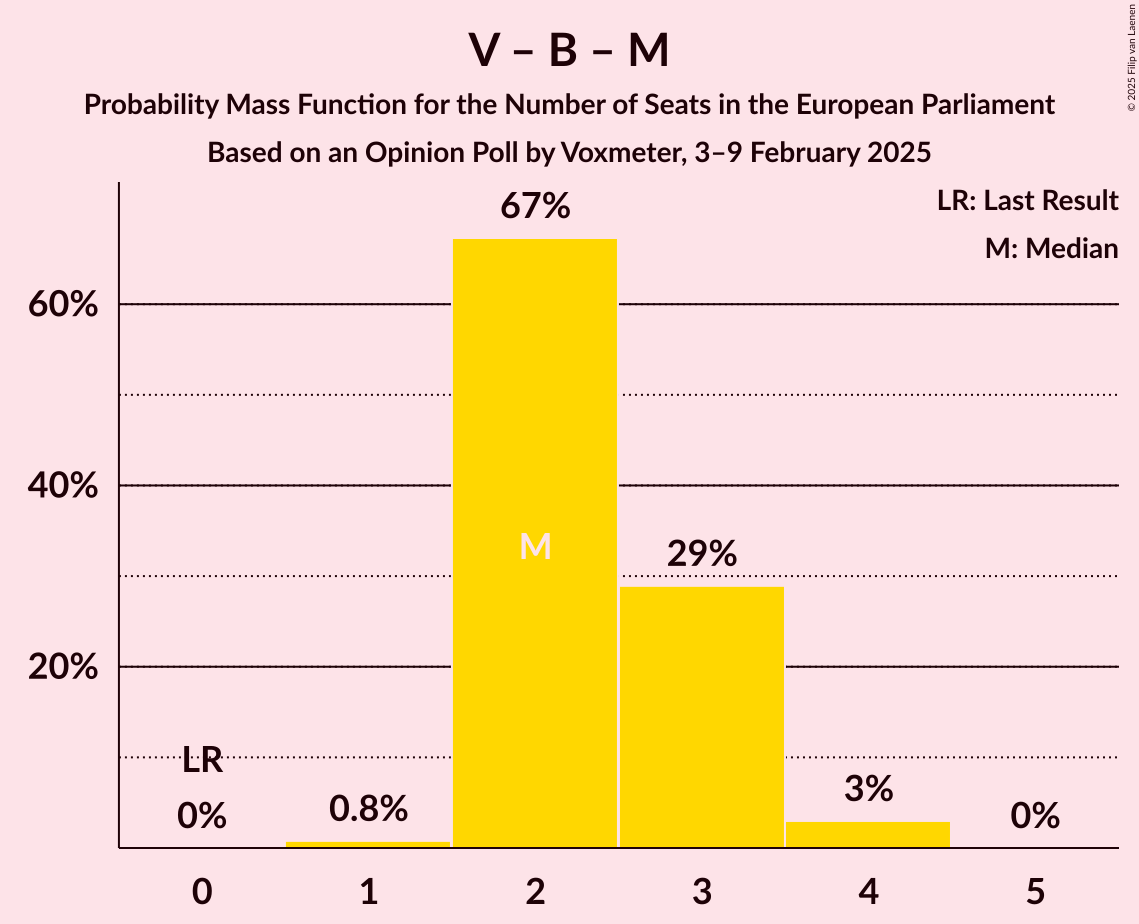 V – B – M
Probability Mass Function for the Number of Seats in the European Parliament
Based on an Opinion Poll by Voxmeter, 3–9 February 2025
© 2025 Filip van Laenen
LR: Last Result
M: Median
67%
60%
40%
M
29%
20%
LR
0%
0.8%
3%
0%
0 1 2 3 4 5